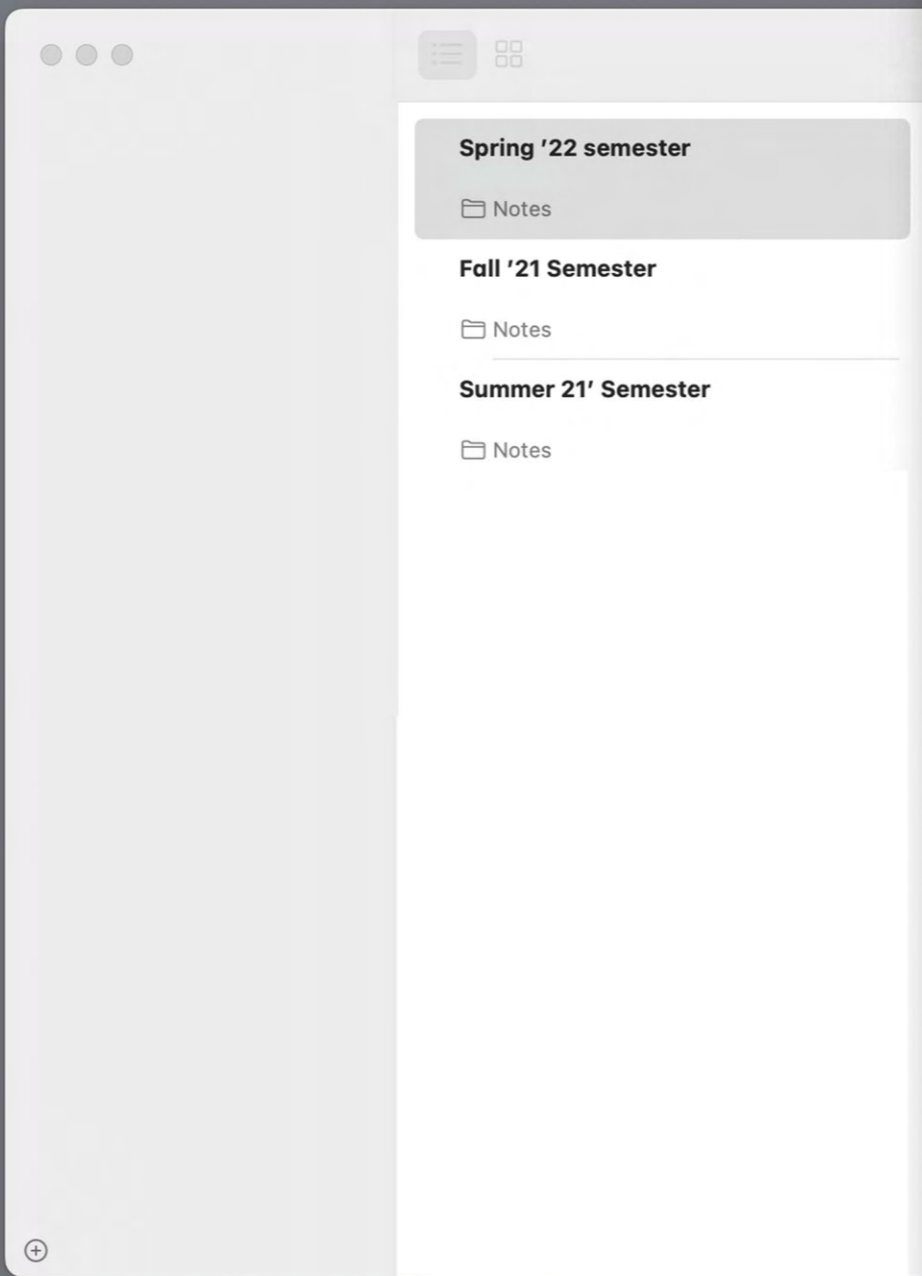 Spring ’22 semester
Notes
Fall ’21 Semester
Notes
Summer 21’ Semester
Notes